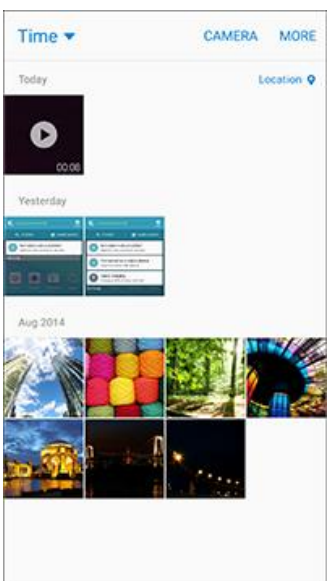 Time
CAMERA
MORE
Today
Location
00:06
Yesterday
Aug 2014